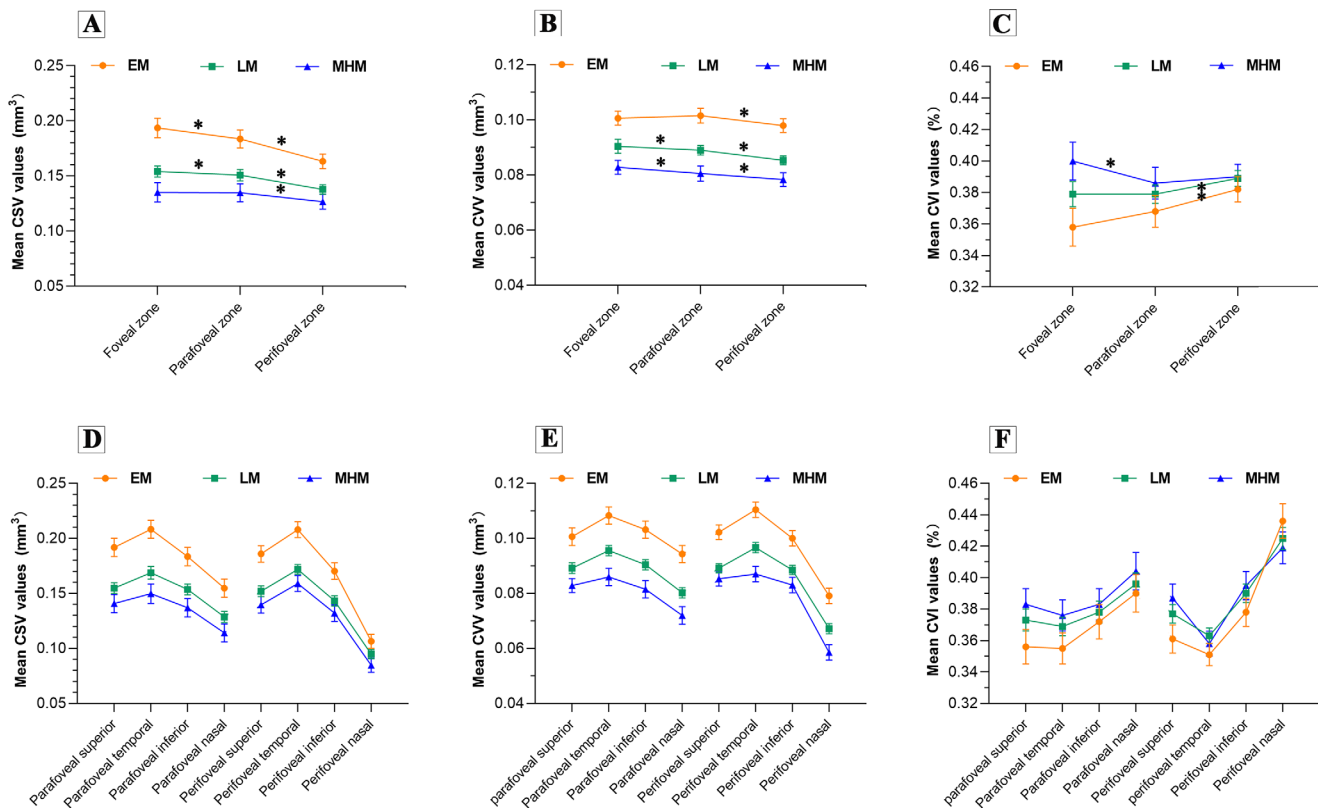 A
EM LM MHM
Mean CSV values (mm³)
0.25
0.20
0.15
0.10
0.05
* * * * *
Foveal zone
Parafoveal zone
Perifoveal zone
B
EM LM MHM
Mean CVV values (mm³)
0.12
0.10
0.08
0.06
0.04
* * * * *
Foveal zone
Parafoveal zone
Perifoveal zone
C
EM LM MHM
Mean CVI values (%)
0.46
0.44
0.42
0.40
0.38
0.36
0.34
0.32
* * *
Foveal zone
Parafoveal zone
Perifoveal zone
D
EM LM MHM
Mean CSV values (mm³)
0.25
0.20
0.15
0.10
0.05
Parafoveal superior
Parafoveal temporal
Parafoveal inferior
Parafoveal nasal
Perifoveal superior
Perifoveal temporal
Perifoveal inferior
Perifoveal nasal
E
EM LM MHM
Mean CVV values (mm³)
0.12
0.10
0.08
0.06
0.04
parafoveal superior
Parafoveal temporal
Parafoveal inferior
Parafoveal nasal
Perifoveal superior
Perifoveal temporal
Perifoveal inferior
Perifoveal nasal
F
EM LM MHM
Mean CVI values (%)
0.46
0.44
0.42
0.40
0.38
0.36
0.34
0.32
parafoveal superior
Parafoveal temporal
Parafoveal inferior
Parafoveal nasal
Perifoveal superior
perifoveal temporal
Perifoveal inferior
Perifoveal nasal